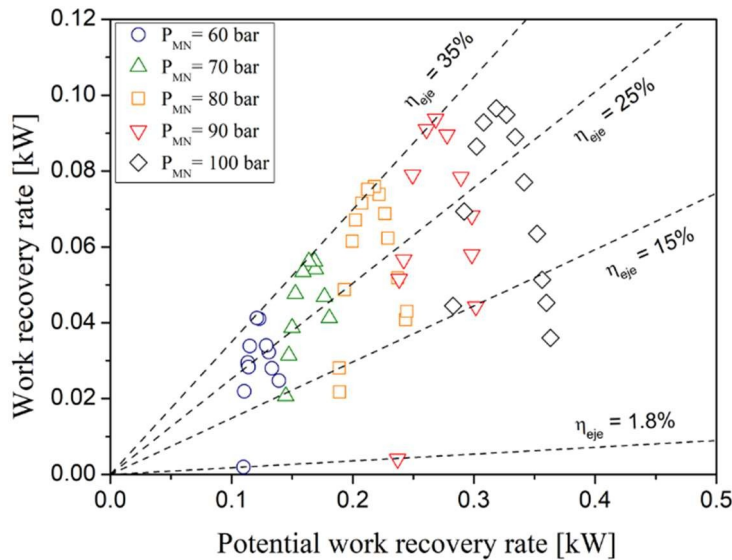 0.12
0.10
0.08
0.06
0.04
0.02
0.00
Work recovery rate [kW]
P_MN= 60 bar
P_MN= 70 bar
P_MN= 80 bar
P_MN= 90 bar
P_MN= 100 bar
η_eje = 35%
η_eje = 25%
η_eje = 15%
η_eje = 1.8%
0.0 0.1 0.2 0.3 0.4 0.5
Potential work recovery rate [kW]